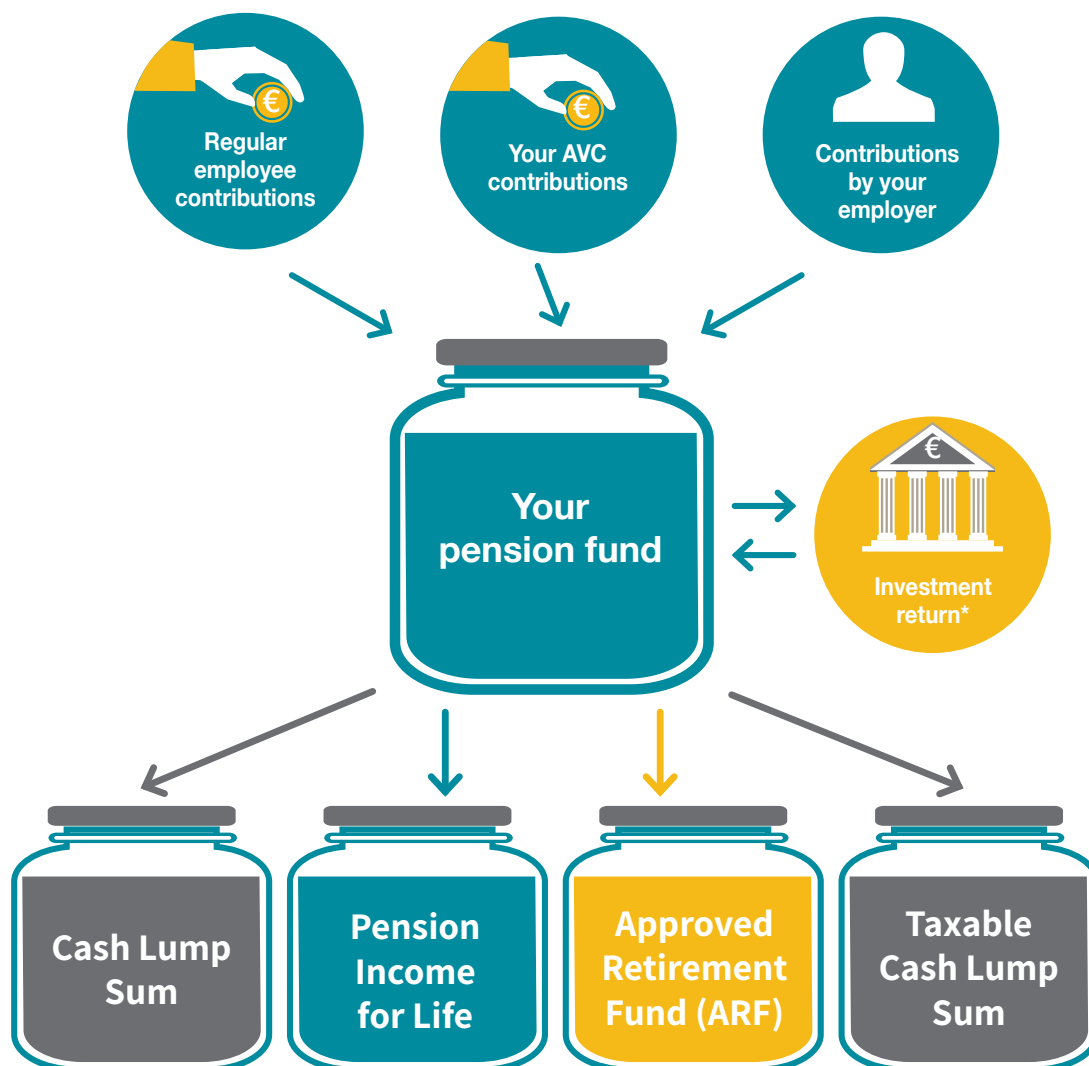 €
Regular
employee
contributions
€
Your AVC
contributions
Contributions
by your
employer
Your
pension fund
€
Investment
return*
Cash Lump
Sum
Pension
Income
for Life
Approved
Retirement
Fund (ARF)
Taxable
Cash Lump
Sum